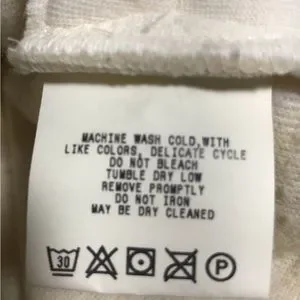 MACHINE WASH COLD,WITH
LIKE COLORS, DELICATE CYCLE
DO NOT BLEACH
TUMBLE DRY LOW
REMOVE PROMPTLY
DO NOT IRON
MAY BE DRY CLEANED
30 P